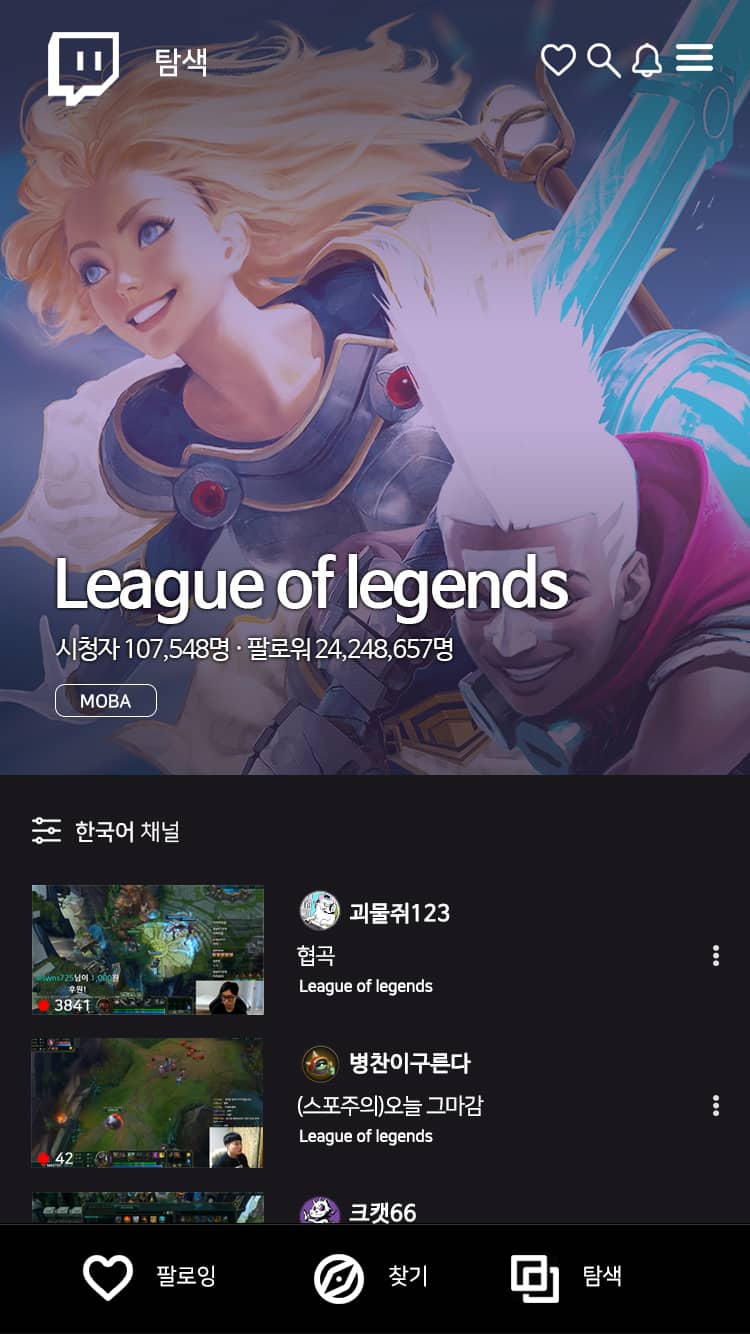 탐색
League of legends
시청자 107,548명 · 팔로워 24,248,657명
MOBA
한국어 채널
괴물쥐123
협곡
League of legends
후원!
3841
병찬이구른다
(스포주의)오늘 그마감
League of legends
42
크캣66
팔로잉
찾기
탐색